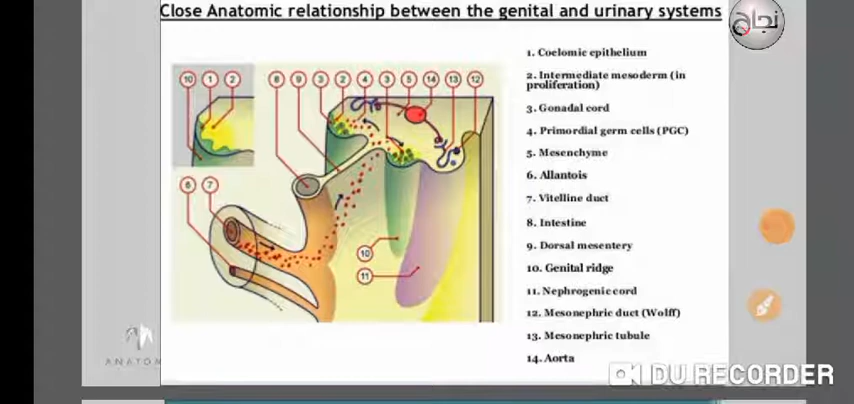 Close Anatomic relationship between the genital and urinary systems
نجاح
1. Coelomic epithelium
2. Intermediate mesoderm (in
proliferation)
3. Gonadal cord
4. Primordial germ cells (PGC)
5. Mesenchyme
6. Allantois
7. Vitelline duct
8. Intestine
9. Dorsal mesentery
10. Genital ridge
11. Nephrogenic cord
12. Mesonephric duct (Wolff)
13. Mesonephric tubule
14. Aorta
10 1 2
8 9 3 2 4 3 5 14 13 12
6 7
10
11
ANATOM
DU RECORDER